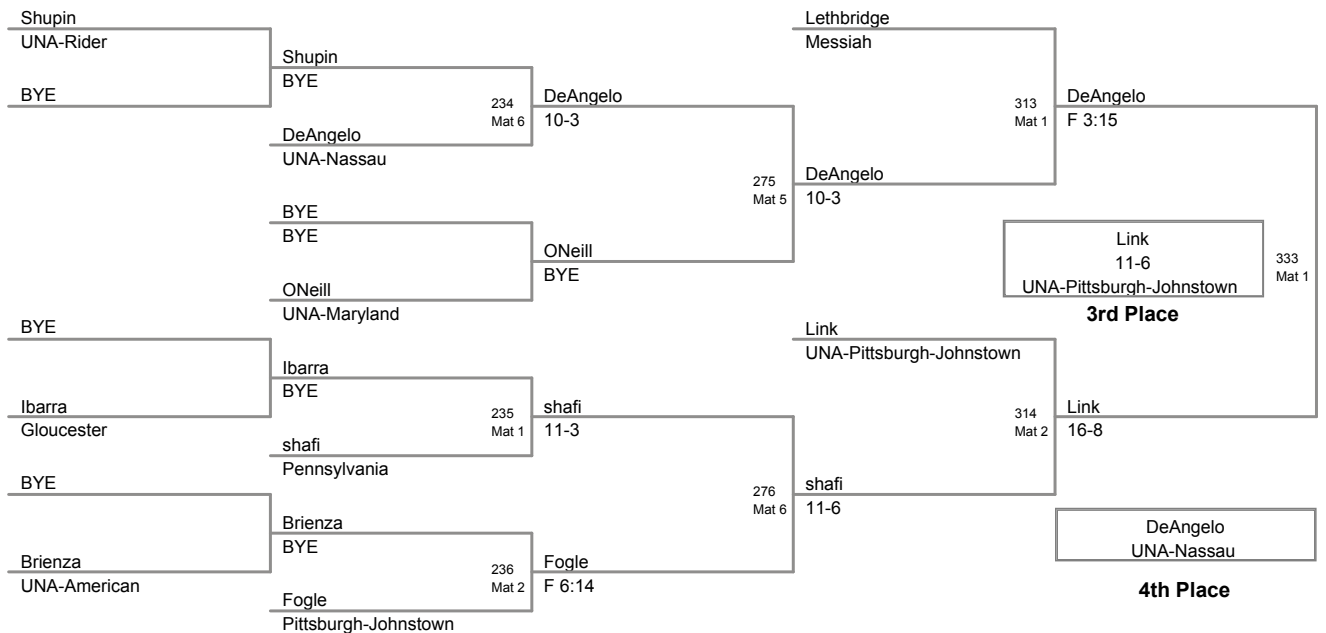 Shupin
UNA-Rider
BYE
Shupin
BYE
234
Mat 6
DeAngelo
UNA-Nassau
DeAngelo
10-3
BYE
BYE
ONeill
UNA-Maryland
ONeill
BYE
275
Mat 5
Lethbridge
Messiah
DeAngelo
10-3
313
Mat 1
DeAngelo
F 3:15
Link
11-6
UNA-Pittsburgh-Johnstown
3rd Place
333
Mat 1
BYE
Ibarra
Gloucester
Ibarra
BYE
235
Mat 1
shafi
Pennsylvania
shafi
11-3
BYE
Brienza
UNA-American
Brienza
BYE
236
Mat 2
Fogle
Pittsburgh-Johnstown
Fogle
F 6:14
276
Mat 6
Link
UNA-Pittsburgh-Johnstown
shafi
11-6
314
Mat 2
Link
16-8
DeAngelo
UNA-Nassau
4th Place